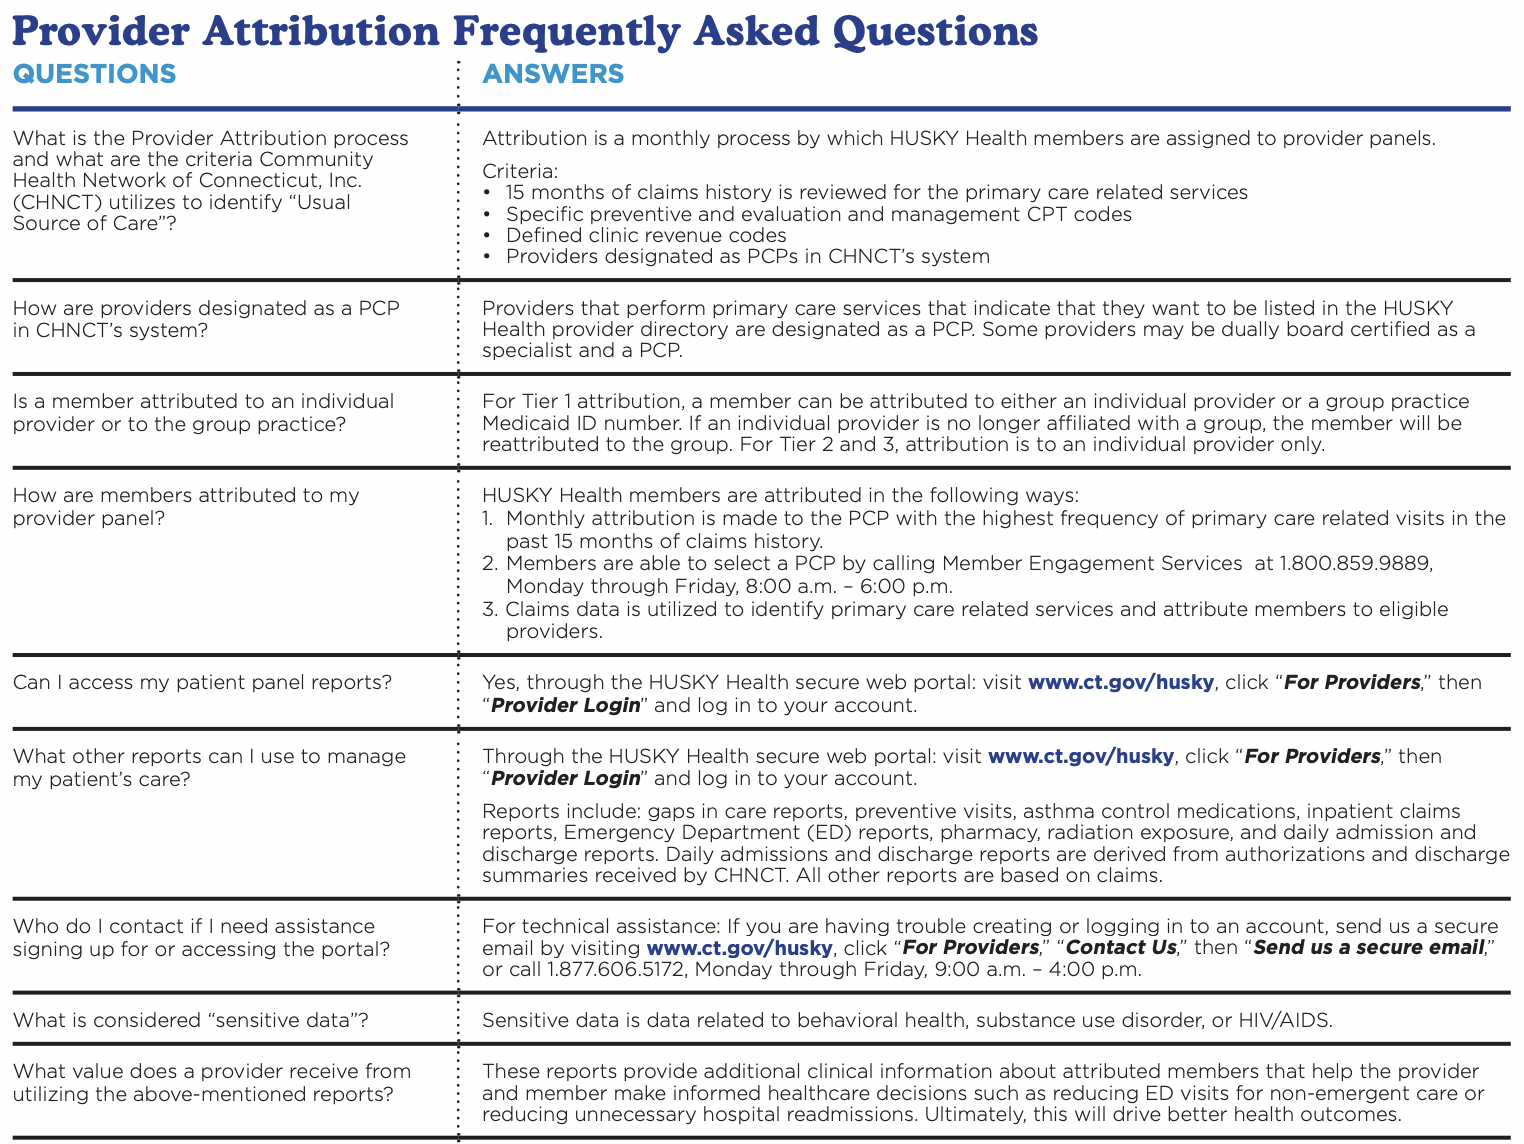 Provider Attribution Frequently Asked Questions
QUESTIONS
ANSWERS
What is the Provider Attribution process
and what are the criteria Community
Health Network of Connecticut, Inc.
(CHNCT) utilizes to identify “Usual
Source of Care”?
Attribution is a monthly process by which HUSKY Health members are assigned to provider panels.
Criteria:
• 15 months of claims history is reviewed for the primary care related services
• Specific preventive and evaluation and management CPT codes
• Defined clinic revenue codes
• Providers designated as PCPs in CHNCT’s system
How are providers designated as a PCP
in CHNCT’s system?
Providers that perform primary care services that indicate that they want to be listed in the HUSKY
Health provider directory are designated as a PCP. Some providers may be dually board certified as a
specialist and a PCP.
Is a member attributed to an individual
provider or to the group practice?
For Tier 1 attribution, a member can be attributed to either an individual provider or a group practice
Medicaid ID number. If an individual provider is no longer affiliated with a group, the member will be
reattributed to the group. For Tier 2 and 3, attribution is to an individual provider only.
How are members attributed to my
provider panel?
HUSKY Health members are attributed in the following ways:
1. Monthly attribution is made to the PCP with the highest frequency of primary care related visits in the
past 15 months of claims history.
2. Members are able to select a PCP by calling Member Engagement Services at 1.800.859.9889,
Monday through Friday, 8:00 a.m. – 6:00 p.m.
3. Claims data is utilized to identify primary care related services and attribute members to eligible
providers.
Can I access my patient panel reports?
Yes, through the HUSKY Health secure web portal: visit www.ct.gov/husky, click “For Providers,” then
“Provider Login” and log in to your account.
What other reports can I use to manage
my patient’s care?
Through the HUSKY Health secure web portal: visit www.ct.gov/husky, click “For Providers,” then
“Provider Login” and log in to your account.
Reports include: gaps in care reports, preventive visits, asthma control medications, inpatient claims
reports, Emergency Department (ED) reports, pharmacy, radiation exposure, and daily admission and
discharge reports. Daily admissions and discharge reports are derived from authorizations and discharge
summaries received by CHNCT. All other reports are based on claims.
Who do I contact if I need assistance
signing up for or accessing the portal?
For technical assistance: If you are having trouble creating or logging in to an account, send us a secure
email by visiting www.ct.gov/husky, click “For Providers,” “Contact Us,” then “Send us a secure email,”
or call 1.877.606.5172, Monday through Friday, 9:00 a.m. – 4:00 p.m.
What is considered “sensitive data”?
Sensitive data is data related to behavioral health, substance use disorder, or HIV/AIDS.
What value does a provider receive from
utilizing the above-mentioned reports?
These reports provide additional clinical information about attributed members that help the provider
and member make informed healthcare decisions such as reducing ED visits for non-emergent care or
reducing unnecessary hospital readmissions. Ultimately, this will drive better health outcomes.